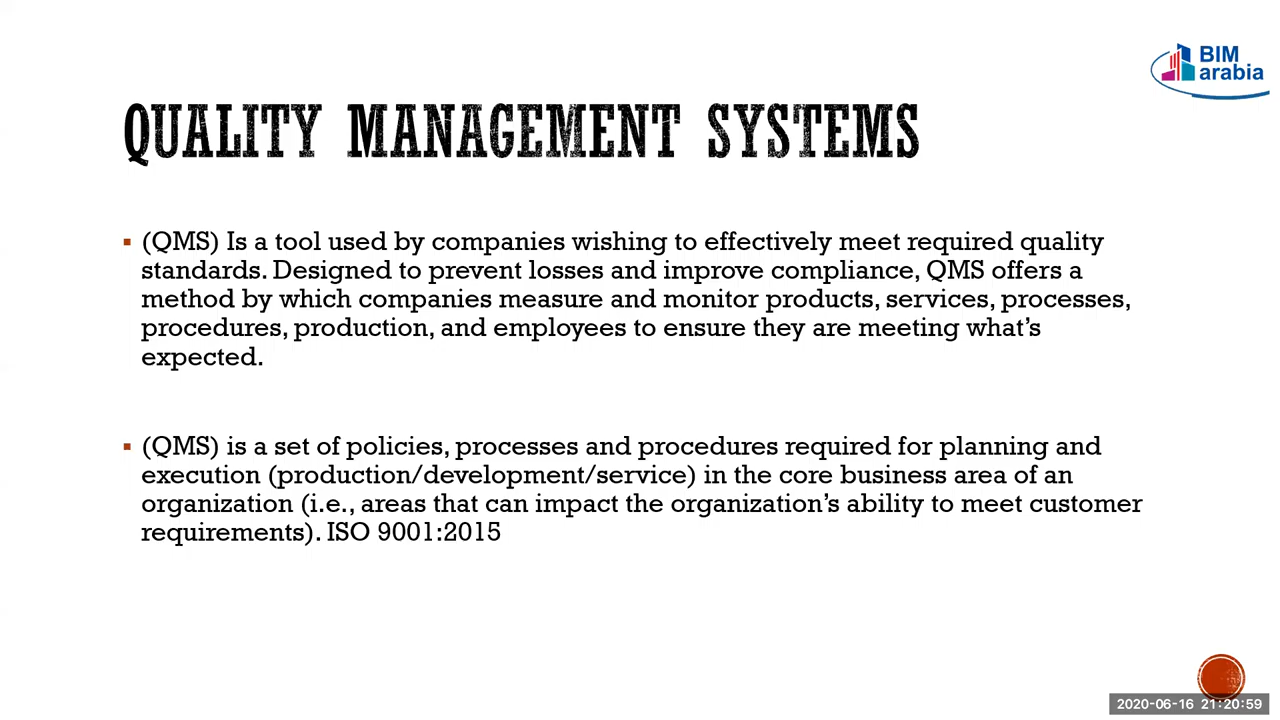 BIM
arabia
QUALITY MANAGEMENT SYSTEMS
▪ (QMS) Is a tool used by companies wishing to effectively meet required quality
standards. Designed to prevent losses and improve compliance, QMS offers a
method by which companies measure and monitor products, services, processes,
procedures, production, and employees to ensure they are meeting what’s
expected.
▪ (QMS) is a set of policies, processes and procedures required for planning and
execution (production/development/service) in the core business area of an
organization (i.e., areas that can impact the organization’s ability to meet customer
requirements). ISO 9001:2015
2020-06-16 21:20:59